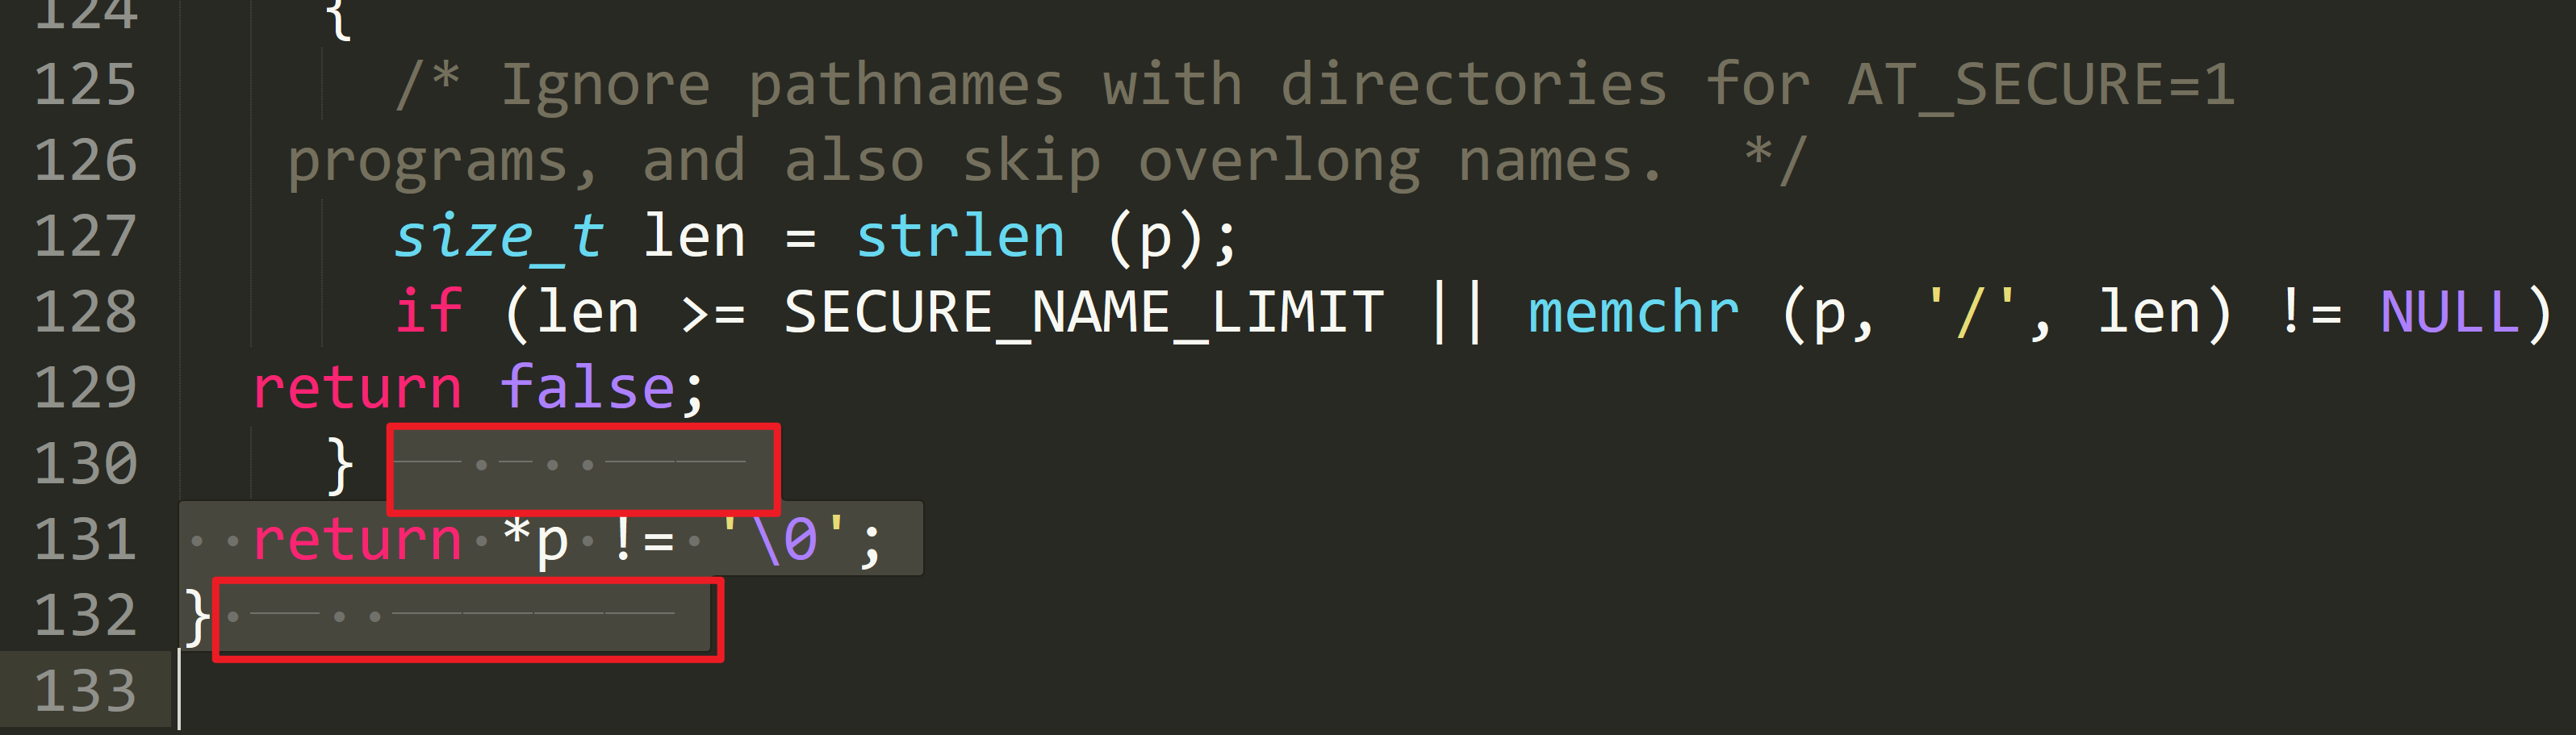 124 {
125 /* Ignore pathnames with directories for AT_SECURE=1
126 programs, and also skip overlong names.  */
127 size_t len = strlen (p);
128 if (len >= SECURE_NAME_LIMIT || memchr (p, '/', len) != NULL)
129 return false;
130 }
131 return *p != '\0';
132 }
133